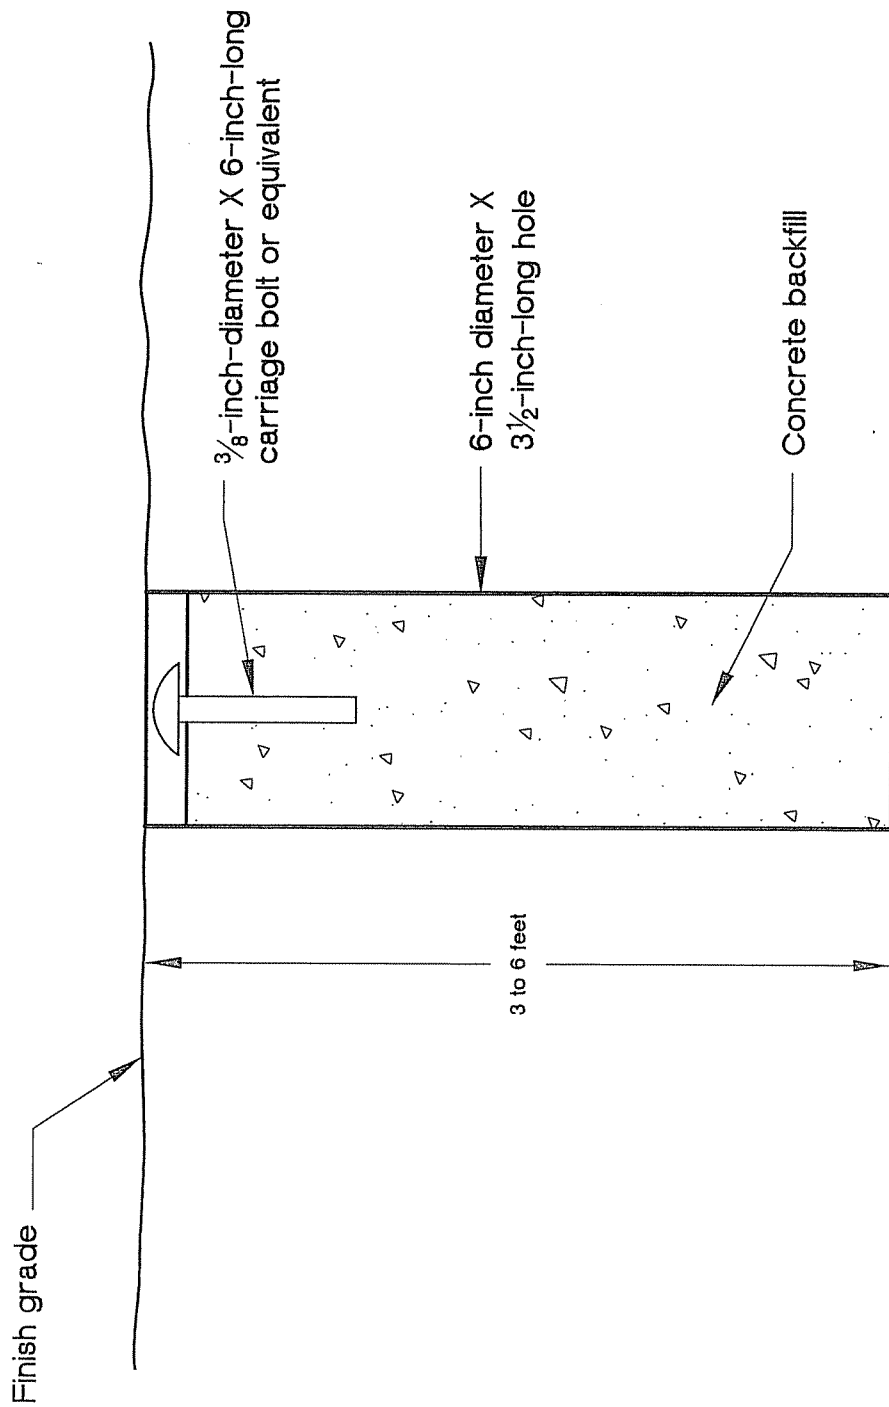 Finish grade
3/8-inch-diameter X 6-inch-long
carriage bolt or equivalent
6-inch diameter X
3½-inch-long hole
3 to 6 feet
Concrete backfill